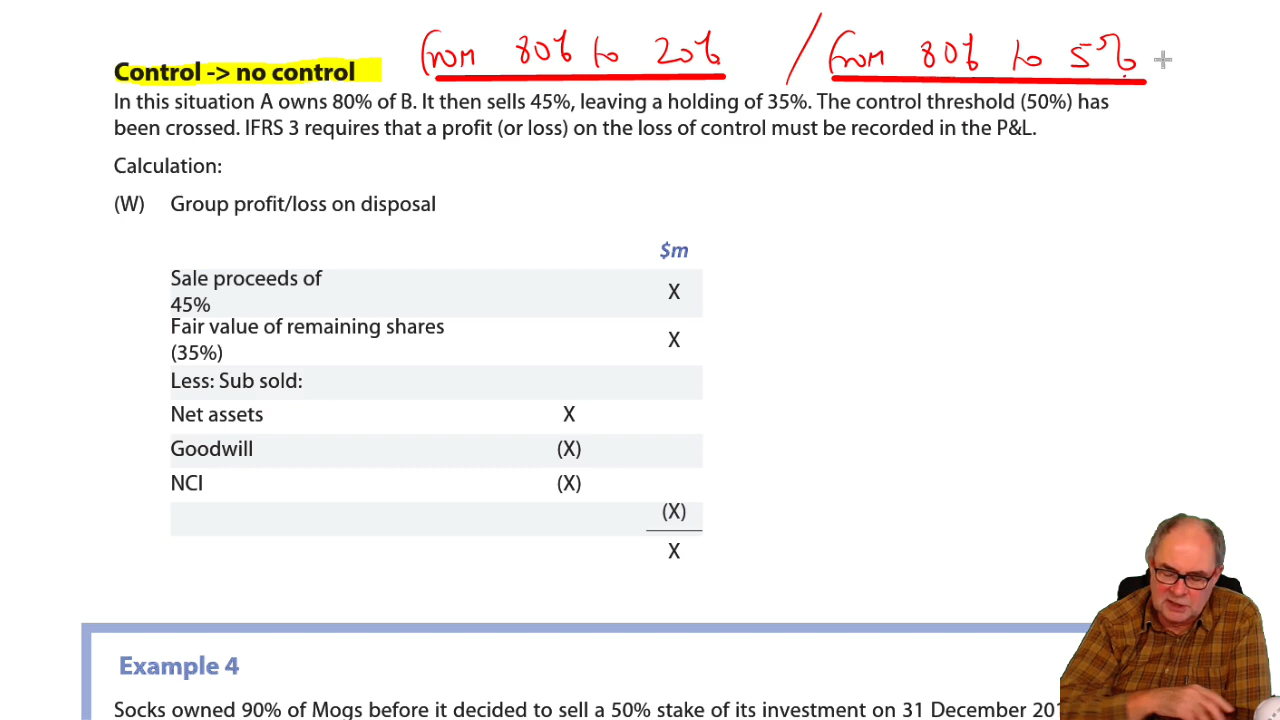 from 80% to 20% / from 80% to 5%
Control -> no control
In this situation A owns 80% of B. It then sells 45%, leaving a holding of 35%. The control threshold (50%) has
been crossed. IFRS 3 requires that a profit (or loss) on the loss of control must be recorded in the P&L.
Calculation:
(W) Group profit/loss on disposal
$m
Sale proceeds of
45% X
Fair value of remaining shares
(35%) X
Less: Sub sold:
Net assets X
Goodwill (X)
NCI (X)
(X)
X
Example 4
Socks owned 90% of Mogs before it decided to sell a 50% stake of its investment on 31 December